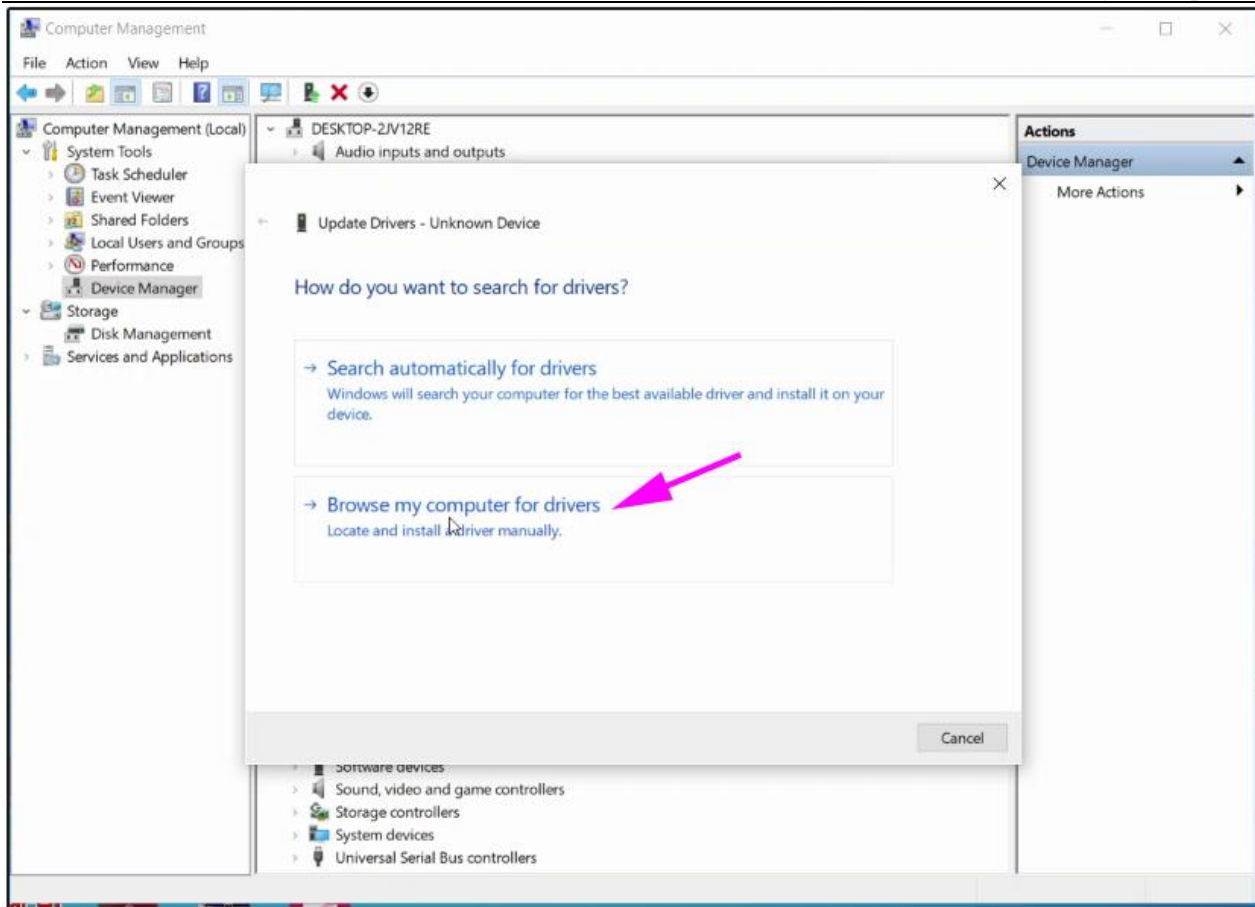 Computer Management
File Action View Help
Computer Management (Local)
System Tools
Task Scheduler
Event Viewer
Shared Folders
Local Users and Groups
Performance
Device Manager
Storage
Disk Management
Services and Applications
DESKTOP-2JV12RE
Audio inputs and outputs
Update Drivers - Unknown Device
How do you want to search for drivers?
Search automatically for drivers
Windows will search your computer for the best available driver and install it on your
device.
Browse my computer for drivers
Locate and install a driver manually.
Cancel
Software devices
Sound, video and game controllers
Storage controllers
System devices
Universal Serial Bus controllers
Actions
Device Manager
More Actions